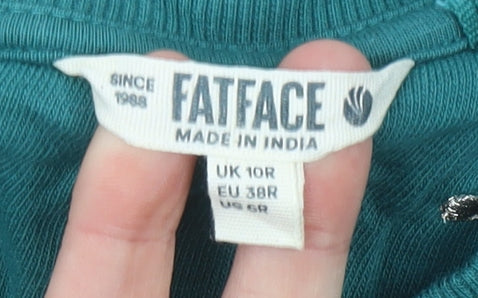 SINCE
1988
FATFACE
MADE IN INDIA
UK 10R
EU 38R
US 6R